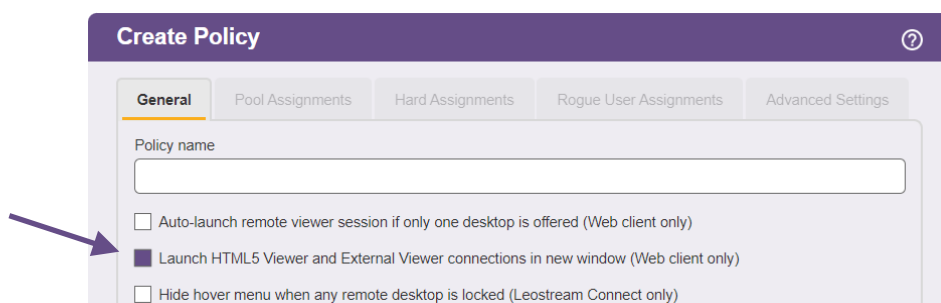 Create Policy
General Pool Assignments Hard Assignments Rogue User Assignments Advanced Settings
Policy name
Auto-launch remote viewer session if only one desktop is offered (Web client only)
Launch HTML5 Viewer and External Viewer connections in new window (Web client only)
Hide hover menu when any remote desktop is locked (Leostream Connect only)